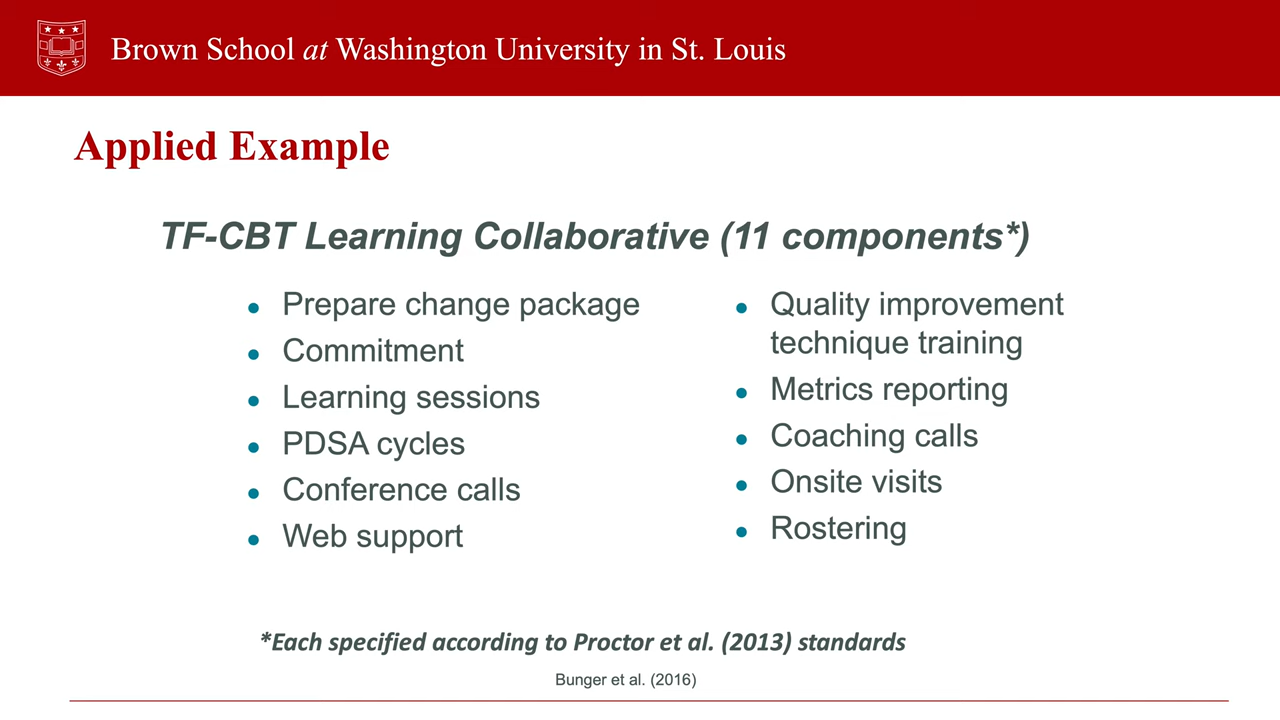 Brown School at Washington University in St. Louis
Applied Example
TF-CBT Learning Collaborative (11 components*)
• Prepare change package
• Commitment
• Learning sessions
• PDSA cycles
• Conference calls
• Web support
• Quality improvement
technique training
• Metrics reporting
• Coaching calls
• Onsite visits
• Rostering
*Each specified according to Proctor et al. (2013) standards
Bunger et al. (2016)